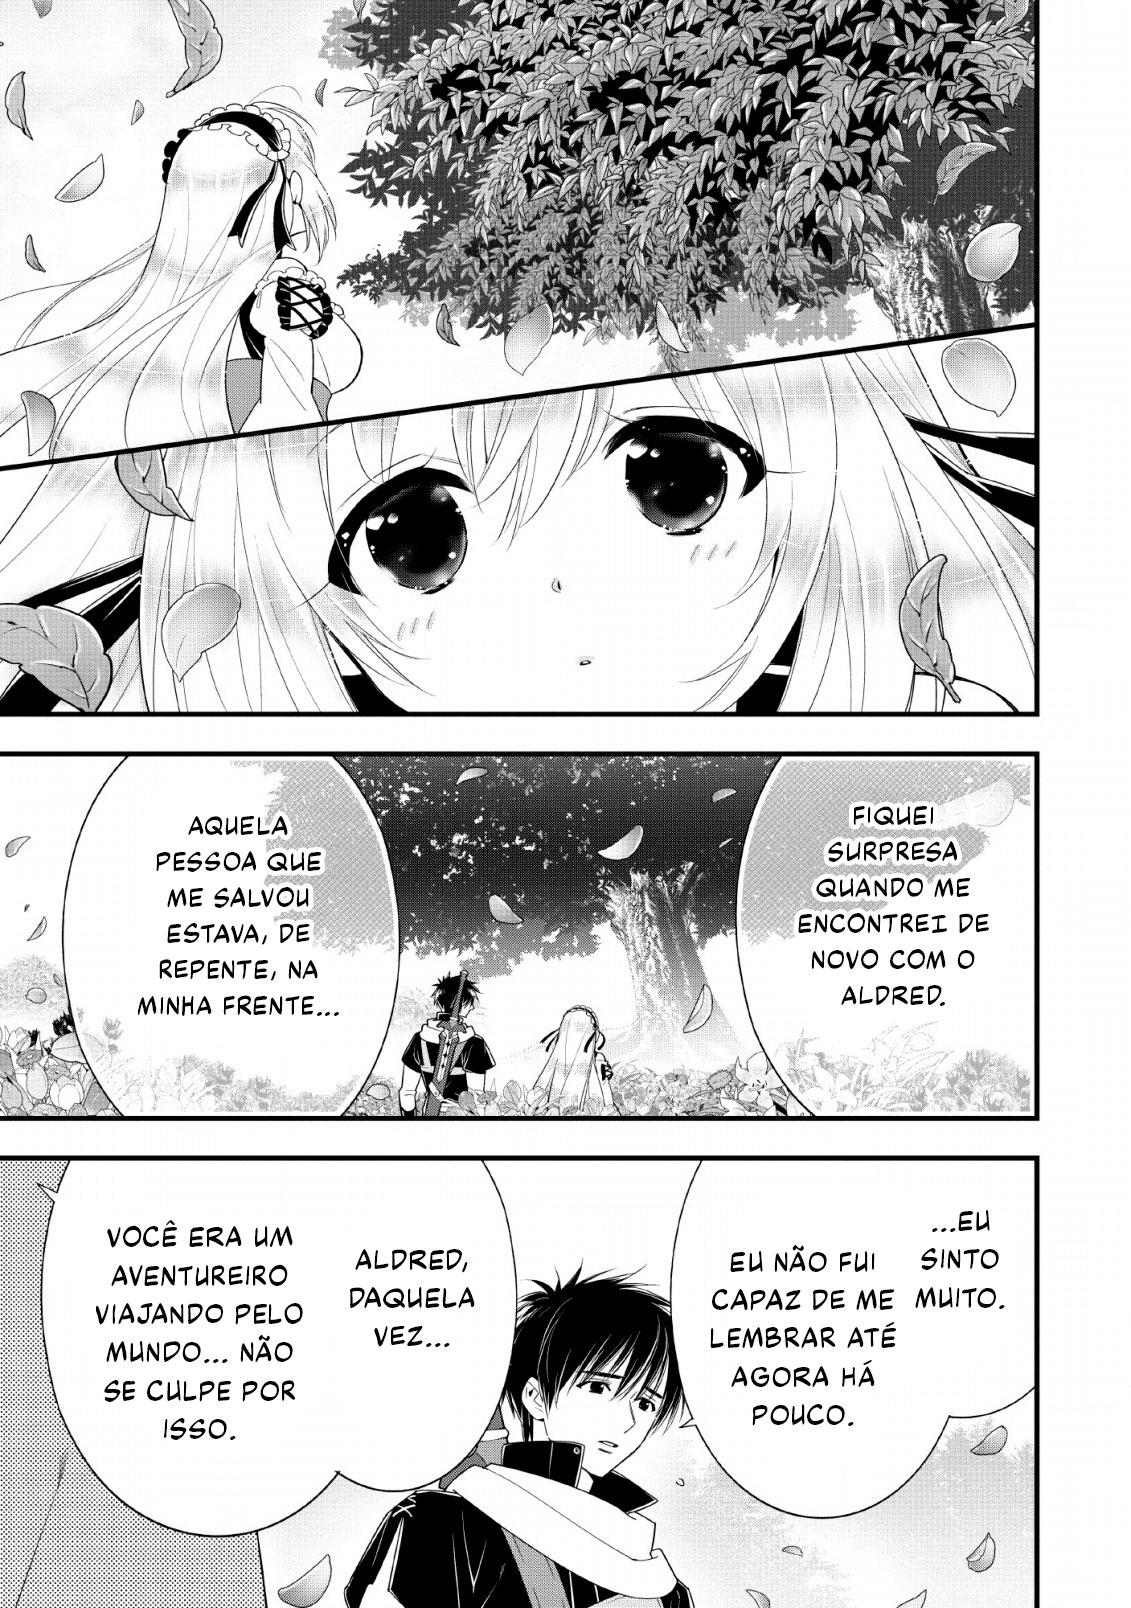 FIQUEI
SURPRESA
QUANDO ME
ENCONTREI DE
NOVO COM O
ALDRED.
AQUELA
PESSOA QUE
ME SALVOU
ESTAVA, DE
REPENTE, NA
MINHA FRENTE...
...EU
SINTO
MUITO.
EU NÃO FUI
CAPAZ DE ME
LEMBRAR ATÉ
AGORA HÁ
POUCO.
ALDRED,
DAQUELA
VEZ...
VOCÊ ERA UM
AVENTUREIRO
VIAJANDO PELO
MUNDO... NÃO
SE CULPE POR
ISSO.